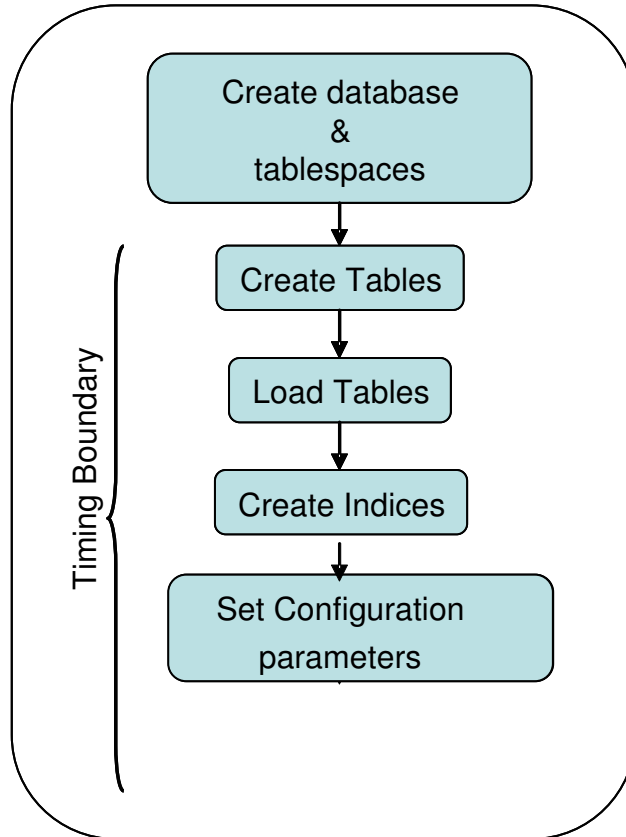 Create database
&
tablespaces
Create Tables
Load Tables
Create Indices
Set Configuration
parameters
Timing Boundary